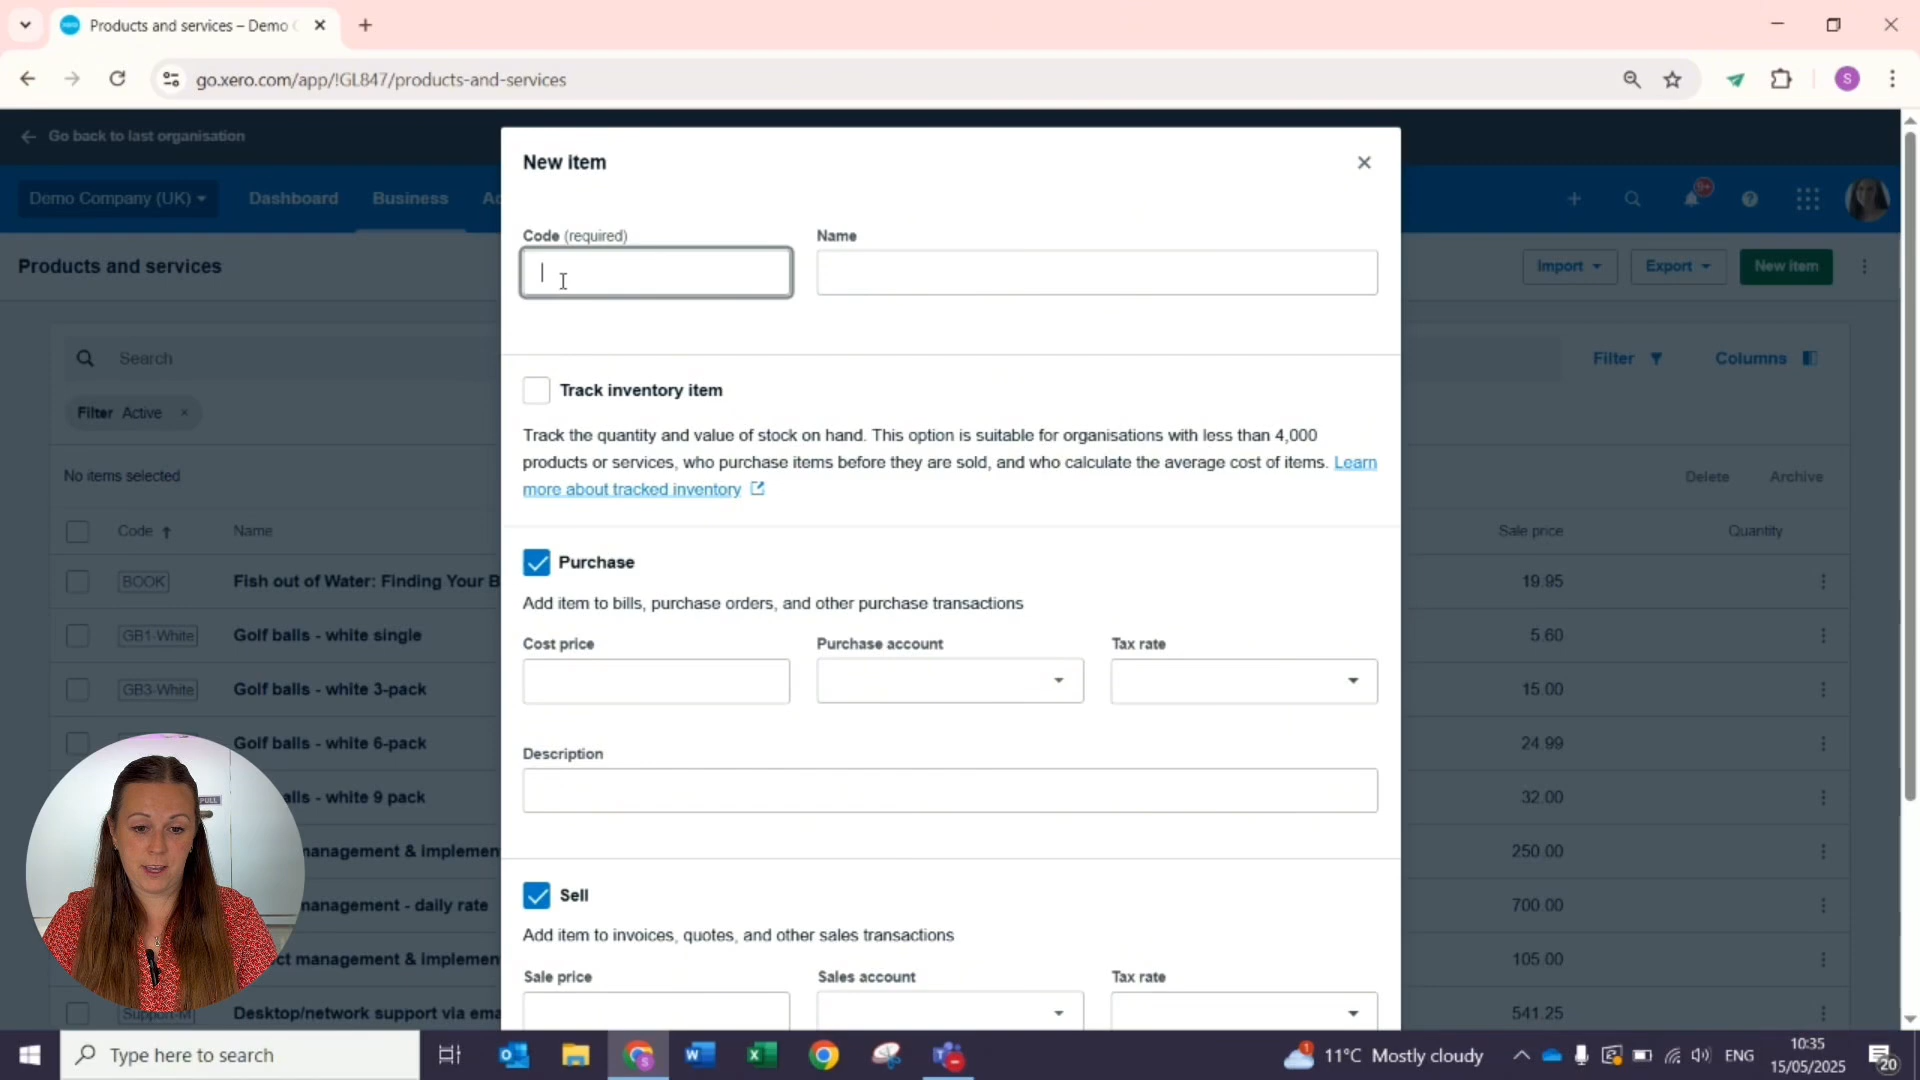 Products and services – Demo
go.xero.com/app/!GL847/products-and-services
S
Go back to last organisation
Demo Company (UK)
Dashboard
Business
9+
Products and services
Import
Export
New item
Search
Filter
Columns
Filter Active ×
No items selected
Delete
Archive
Code ↑
Name
Sale price
Quantity
BOOK
Fish out of Water: Finding Your B
19.95
GB1-White
Golf balls - white single
5.60
GB3-White
Golf balls - white 3-pack
15.00
Golf balls - white 6-pack
24.99
alls - white 9 pack
32.00
management & implemen
250.00
management - daily rate
700.00
ct management & implemen
105.00
Support-M
Desktop/network support via ema
541.25
New item
Code (required)
Name
Track inventory item
Track the quantity and value of stock on hand. This option is suitable for organisations with less than 4,000
products or services, who purchase items before they are sold, and who calculate the average cost of items. Learn
more about tracked inventory
Purchase
Add item to bills, purchase orders, and other purchase transactions
Cost price
Purchase account
Tax rate
Description
Sell
Add item to invoices, quotes, and other sales transactions
Sale price
Sales account
Tax rate
PULL
Type here to search
11°C Mostly cloudy
ENG
10:35
15/05/2025
20